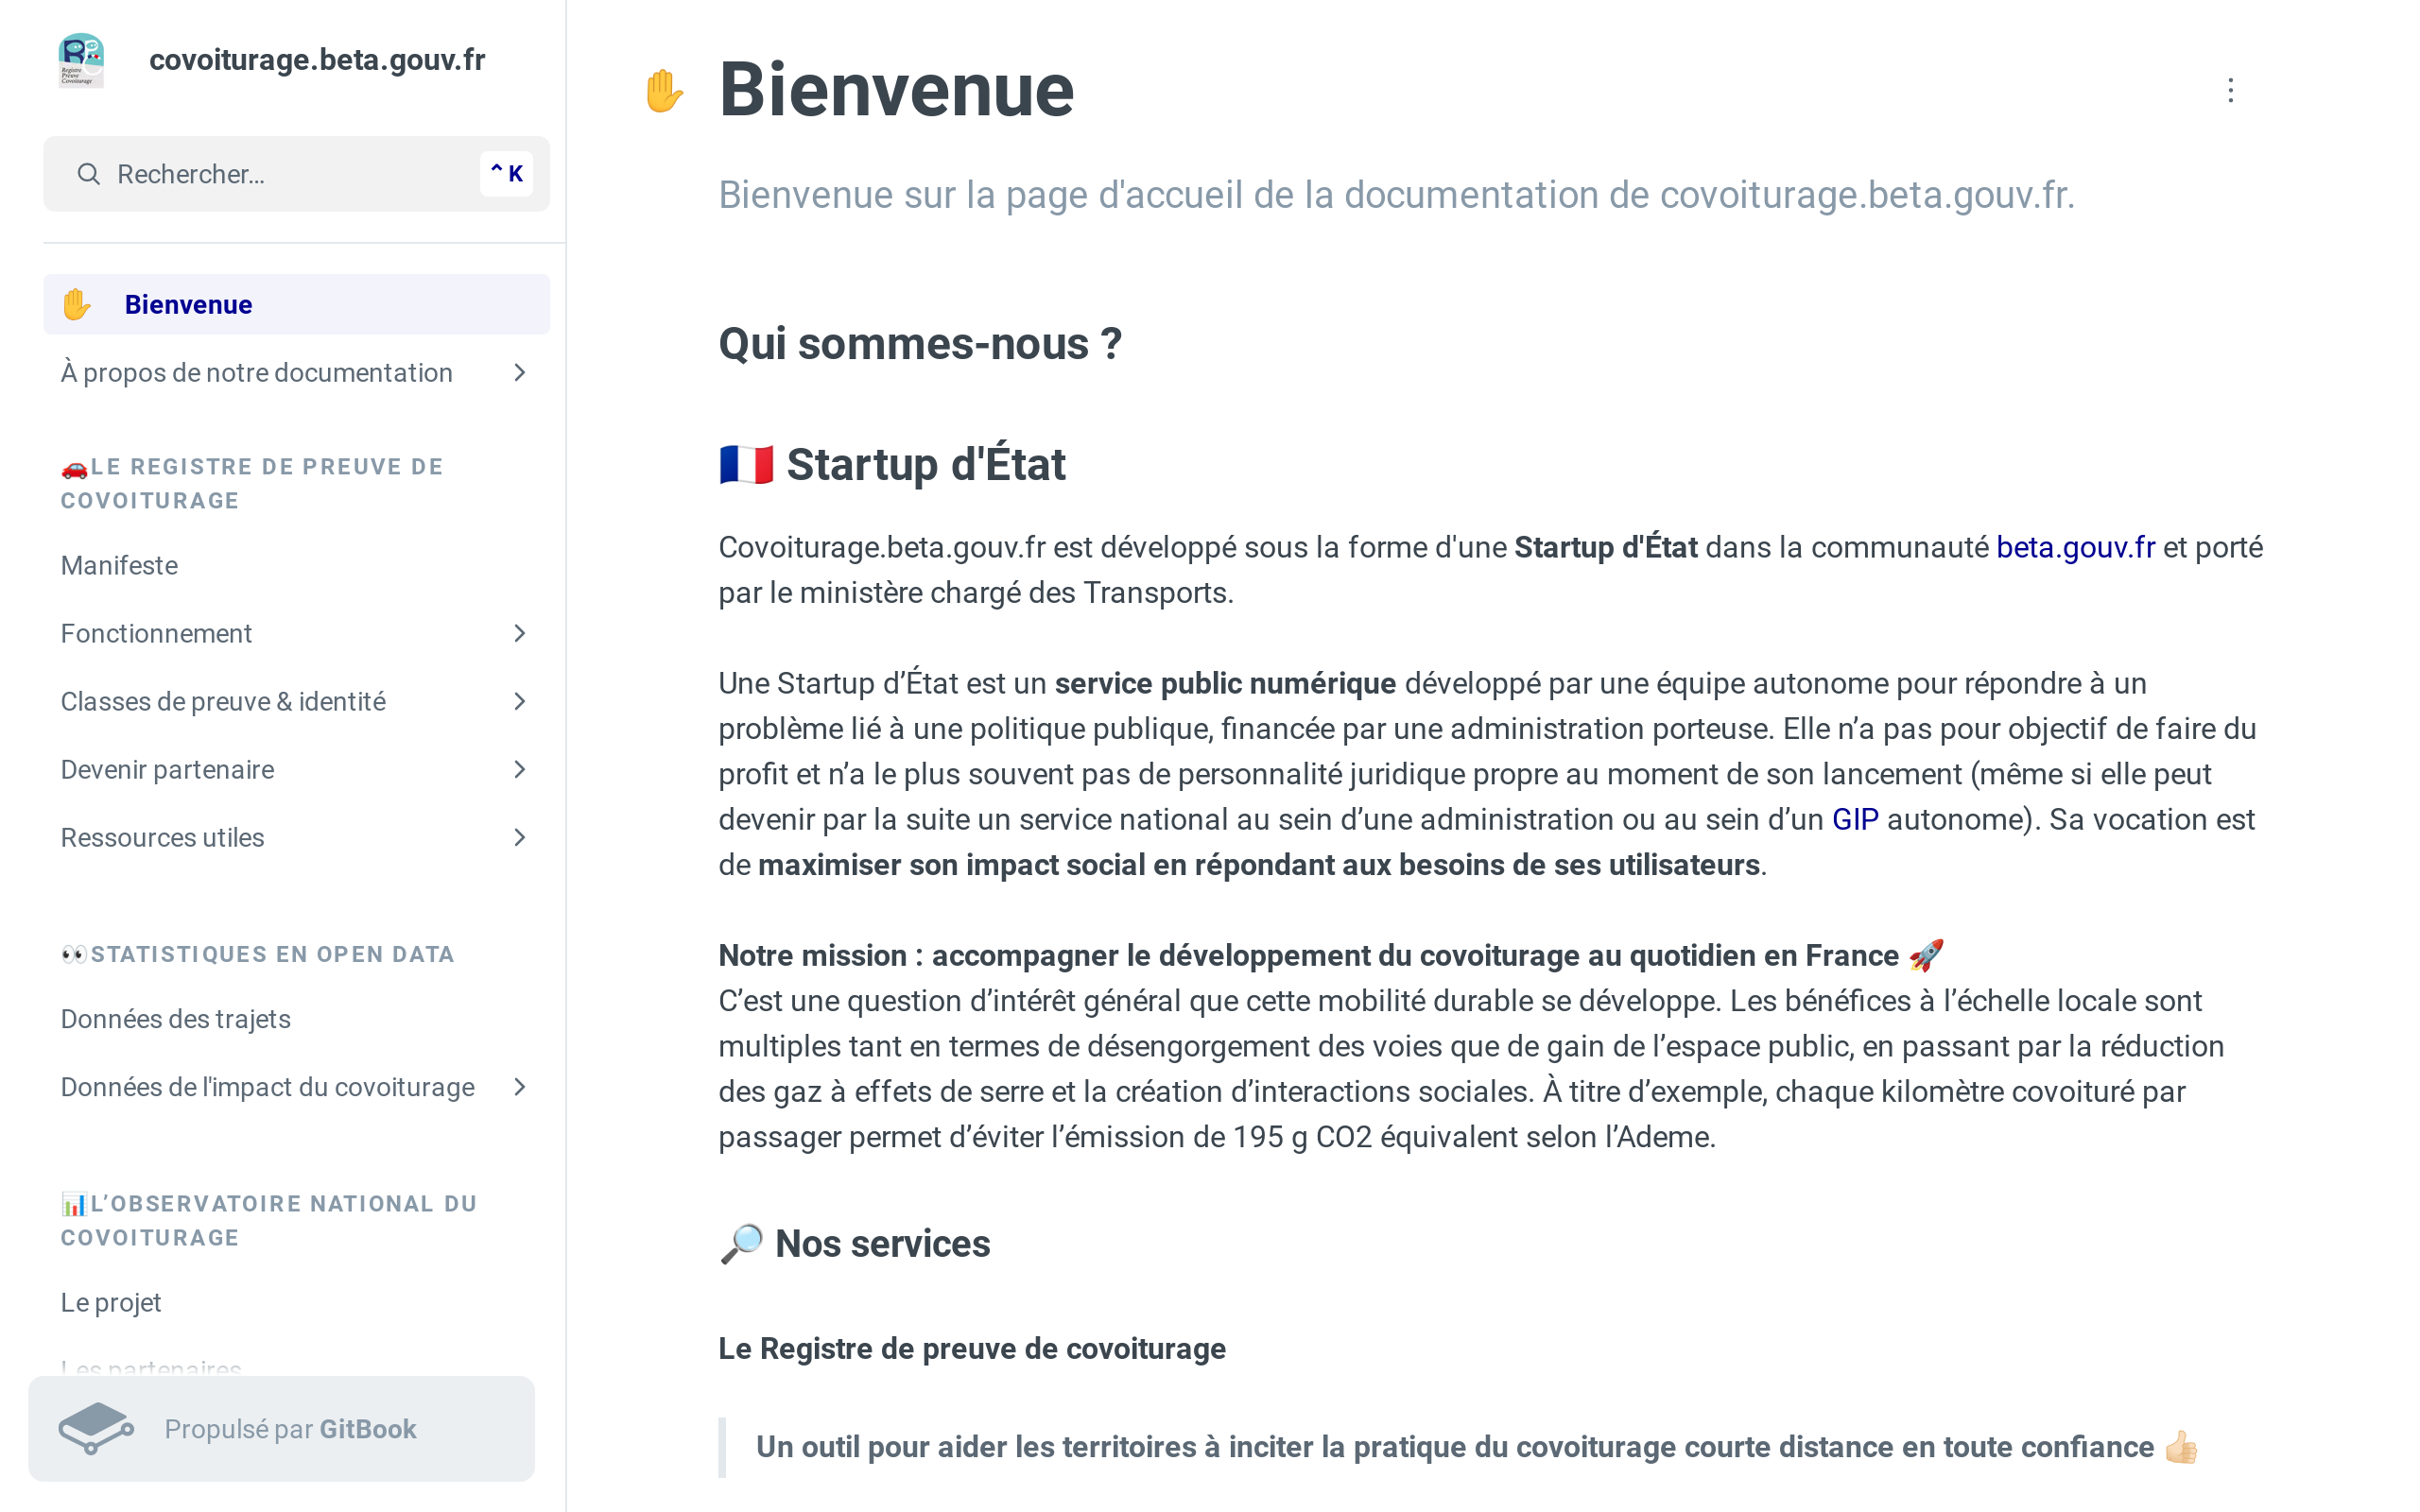 covoiturage.beta.gouv.fr
Rechercher...
⌃K
✋ Bienvenue
À propos de notre documentation
🚗LE REGISTRE DE PREUVE DE
COVOITURAGE
Manifeste
Fonctionnement
Classes de preuve & identité
Devenir partenaire
Ressources utiles
👀STATISTIQUES EN OPEN DATA
Données des trajets
Données de l'impact du covoiturage
📊L’OBSERVATOIRE NATIONAL DU
COVOITURAGE
Le projet
Les partenaires
Propulsé par GitBook
✋ Bienvenue
Bienvenue sur la page d'accueil de la documentation de covoiturage.beta.gouv.fr.
Qui sommes-nous ?
🇫🇷 Startup d'État
Covoiturage.beta.gouv.fr est développé sous la forme d'une Startup d'État dans la communauté beta.gouv.fr et porté
par le ministère chargé des Transports.
Une Startup d’État est un service public numérique développé par une équipe autonome pour répondre à un
problème lié à une politique publique, financée par une administration porteuse. Elle n’a pas pour objectif de faire du
profit et n’a le plus souvent pas de personnalité juridique propre au moment de son lancement (même si elle peut
devenir par la suite un service national au sein d’une administration ou au sein d’un GIP autonome). Sa vocation est
de maximiser son impact social en répondant aux besoins de ses utilisateurs.
Notre mission : accompagner le développement du covoiturage au quotidien en France 🚀
C’est une question d’intérêt général que cette mobilité durable se développe. Les bénéfices à l’échelle locale sont
multiples tant en termes de désengorgement des voies que de gain de l’espace public, en passant par la réduction
des gaz à effets de serre et la création d’interactions sociales. À titre d’exemple, chaque kilomètre covoituré par
passager permet d’éviter l’émission de 195 g CO2 équivalent selon l’Ademe.
🔎 Nos services
Le Registre de preuve de covoiturage
Un outil pour aider les territoires à inciter la pratique du covoiturage courte distance en toute confiance 👍🏻